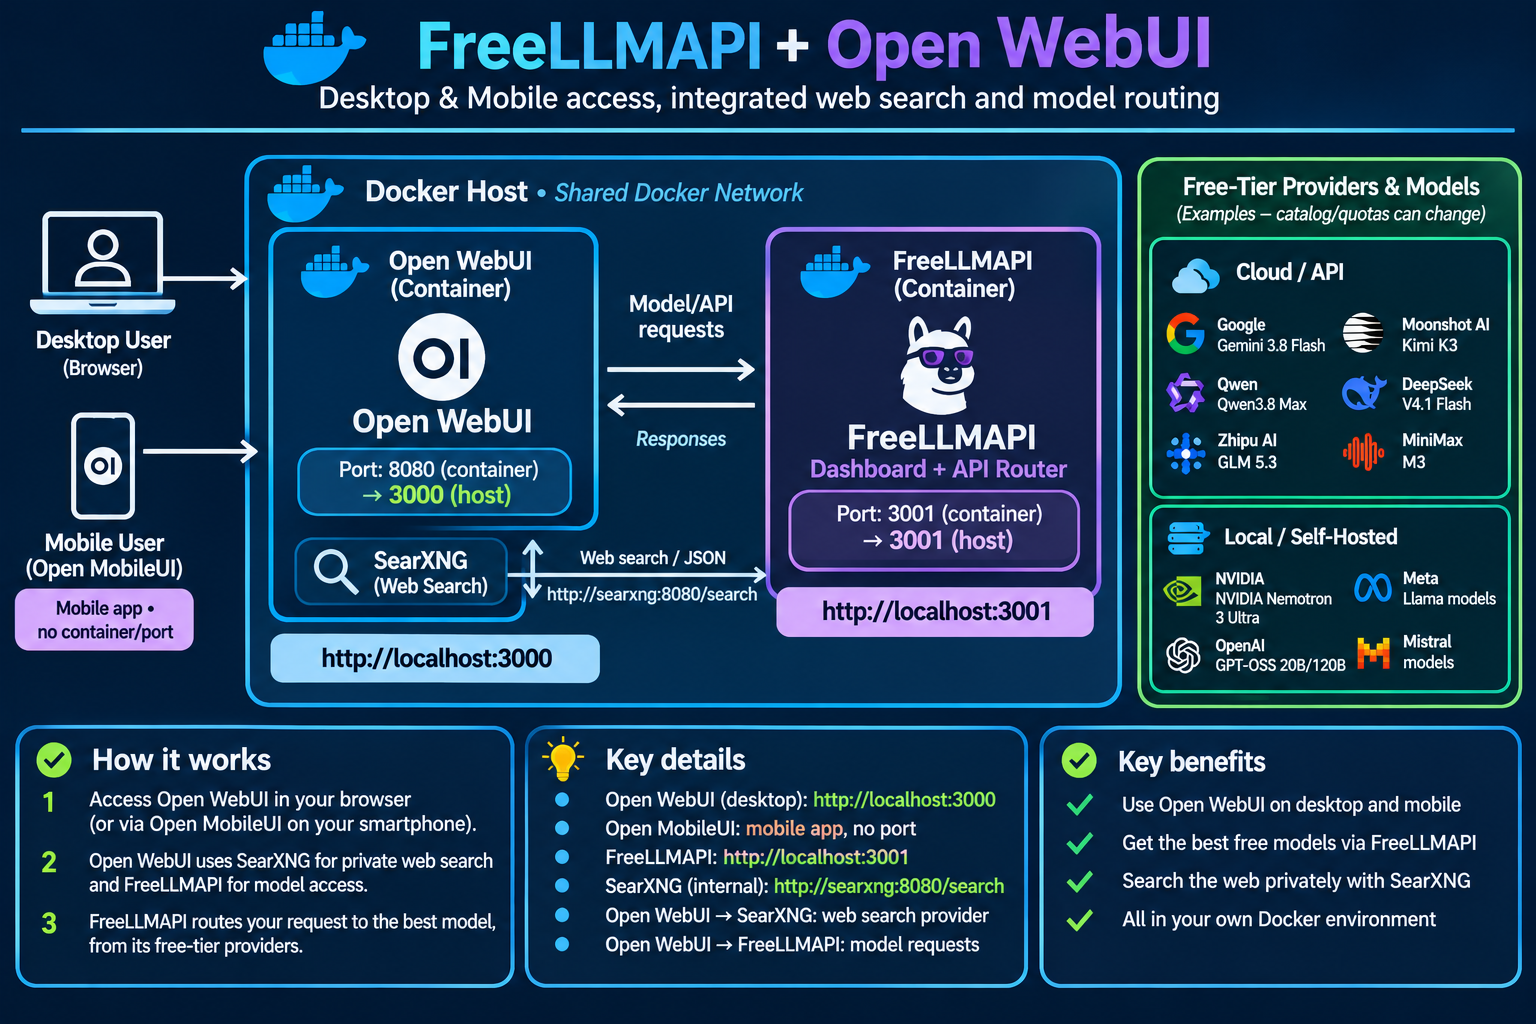 FreeLLMAPI + Open WebUI
Desktop & Mobile access, integrated web search and model routing
Docker Host • Shared Docker Network
Desktop User
(Browser)
OI
Mobile User
(Open MobileUI)
Mobile app •
no container/port
Open WebUI
(Container)
OI
Open WebUI
Port: 8080 (container)
→ 3000 (host)
SearXNG
(Web Search)
http://localhost:3000
Model/API
requests
Responses
Web search / JSON
http://searxng:8080/search
FreeLLMAPI
(Container)
FreeLLMAPI
Dashboard + API Router
Port: 3001 (container)
→ 3001 (host)
http://localhost:3001
Free-Tier Providers & Models
(Examples – catalog/quotas can change)
Cloud / API
Google
Gemini 3.8 Flash
Moonshot AI
Kimi K3
Qwen
Qwen3.8 Max
DeepSeek
V4.1 Flash
Zhipu AI
GLM 5.3
MiniMax
M3
Local / Self-Hosted
NVIDIA
NVIDIA Nemotron
3 Ultra
Meta
Llama models
OpenAI
GPT-OSS 20B/120B
Mistral
models
How it works
1 Access Open WebUI in your browser
(or via Open MobileUI on your smartphone).
2 Open WebUI uses SearXNG for private web search
and FreeLLMAPI for model access.
3 FreeLLMAPI routes your request to the best model,
from its free-tier providers.
Key details
Open WebUI (desktop): http://localhost:3000
Open MobileUI: mobile app, no port
FreeLLMAPI: http://localhost:3001
SearXNG (internal): http://searxng:8080/search
Open WebUI → SearXNG: web search provider
Open WebUI → FreeLLMAPI: model requests
Key benefits
Use Open WebUI on desktop and mobile
Get the best free models via FreeLLMAPI
Search the web privately with SearXNG
All in your own Docker environment